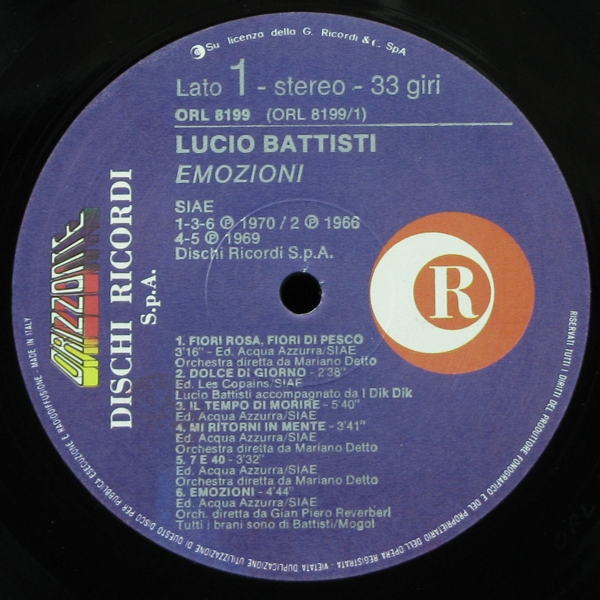 Su licenza della G. Ricordi & C. SpA
Lato 1 - stereo - 33 giri
ORL 8199 (ORL 8199/1)
LUCIO BATTISTI
EMOZIONI
SIAE
1-3-6 ℗ 1970 / 2 ℗ 1966
4-5 ℗ 1969
Dischi Ricordi S.p.A.
ORIZZONTE
DISCHI RICORDI
S.p.A.
R
1. FIORI ROSA, FIORI DI PESCO
3'16" - Ed. Acqua Azzurra/SIAE
Orchestra diretta da Mariano Detto
2. DOLCE DI GIORNO - 2'38"
Ed. Les Copains/SIAE
Lucio Battisti accompagnato da I Dik Dik
3. IL TEMPO DI MORIRE - 5'40"
Ed. Acqua Azzurra/SIAE
4. MI RITORNI IN MENTE - 3'41"
Ed. Acqua Azzurra/SIAE
Orchestra diretta da Mariano Detto
5. 7 E 40 - 3'32"
Ed. Acqua Azzurra/SIAE
Orchestra diretta da Mariano Detto
6. EMOZIONI - 4'44"
Ed. Acqua Azzurra/SIAE
Orch. diretta da Gian Piero Reverberi
Tutti i brani sono di Battisti/Mogol
RISERVATI TUTTI I DIRITTI DEL PRODUTTORE FONOGRAFICO E DEL PROPRIETARIO DELL'OPERA REGISTRATA - VIETATA DUPLICAZIONE UTILIZZAZIONE DI QUESTO DISCO PER PUBBLICA ESECUZIONE E RADIODIFFUSIONE - MADE IN ITALY
ORL